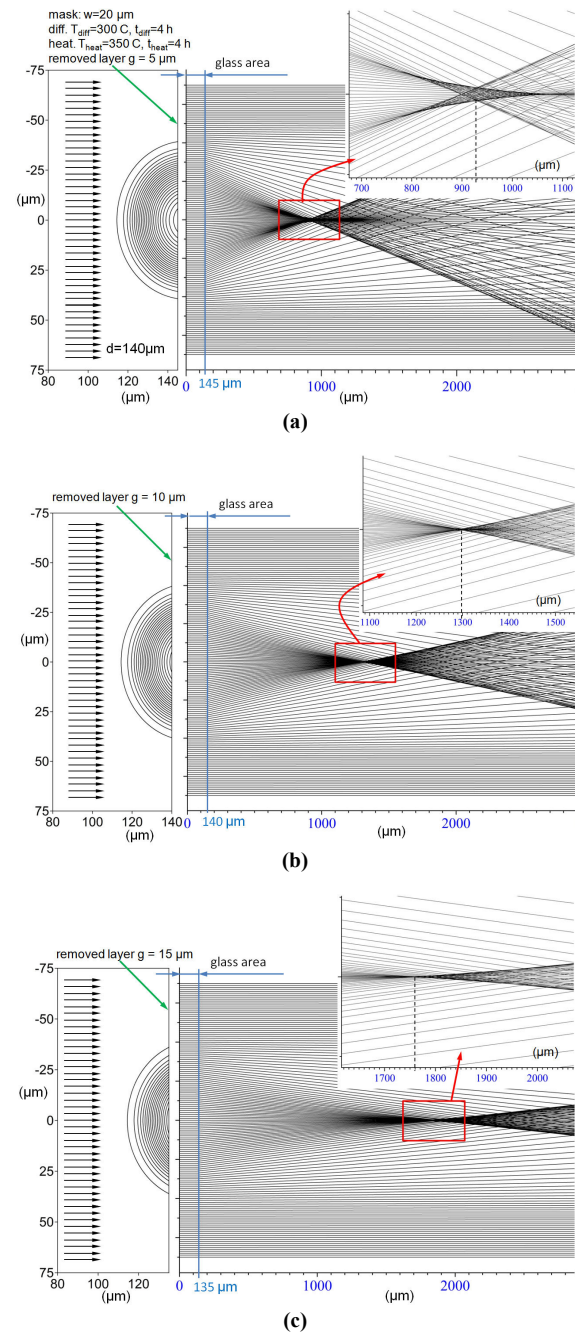 mask: w=20 µm
diff. Tdiff=300 C, tdiff=4 h
heat. Theat=350 C, theat=4 h
removed layer g = 5 µm
glass area
-75
-50
-25
[µm]
0
25
50
75
d=140µm
80 100 120 140
(µm)
0 1000 2000
145 µm
(µm)
(µm)
700 800 900 1000 1100
(a)
removed layer g = 10 µm
glass area
-75
-50
-25
[µm]
0
25
50
75
80 100 120 140
(µm)
0 1000 2000
140 µm
(µm)
(µm)
1100 1200 1300 1400 1500
(b)
removed layer g = 15 µm
glass area
-75
-50
-25
[µm]
0
25
50
75
60 80 100 120
(µm)
0 1000 2000
135 µm
(µm)
(µm)
1700 1800 1900 2000
(c)